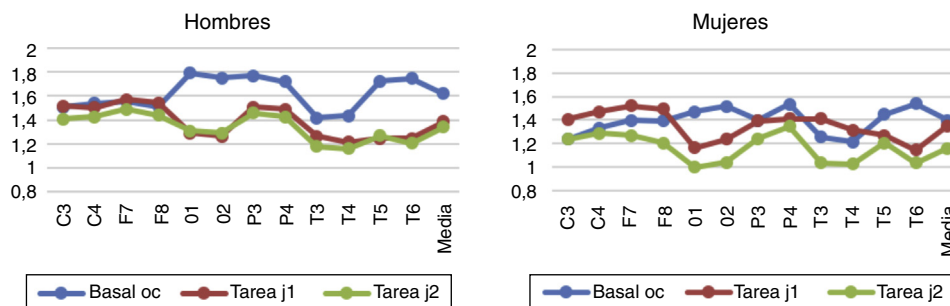 Hombres
2
1,8
1,6
1,4
1,2
1
0,8
C3 C4 F7 F8 01 02 P3 P4 T3 T4 T5 T6 Media
Basal oc Tarea j1 Tarea j2
Mujeres
2
1,8
1,6
1,4
1,2
1
0,8
C3 C4 F7 F8 01 02 P3 P4 T3 T4 T5 T6 Media
Basal oc Tarea j1 Tarea j2